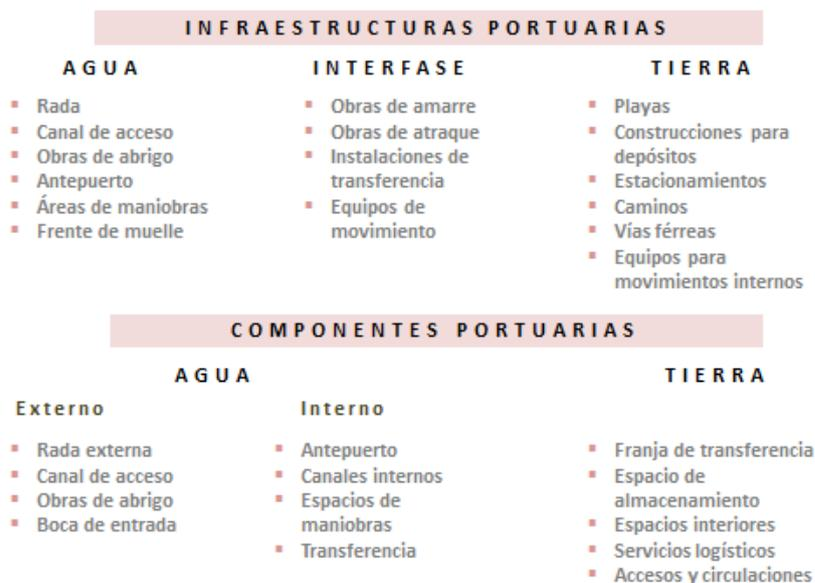 INFRAESTRUCTURAS PORTUARIAS
AGUA
Rada
Canal de acceso
Obras de abrigo
Antepuerto
Áreas de maniobras
Frente de muelle
INTERFASE
Obras de amarre
Obras de atraque
Instalaciones de
transferencia
Equipos de
movimiento
TIERRA
Playas
Construcciones para
depósitos
Estacionamientos
Caminos
Vías férreas
Equipos para
movimientos internos
COMPONENTES PORTUARIAS
AGUA
Externo
Rada externa
Canal de acceso
Obras de abrigo
Boca de entrada
Interno
Antepuerto
Canales internos
Espacios de
maniobras
Transferencia
TIERRA
Franja de transferencia
Espacio de
almacenamiento
Espacios interiores
Servicios logísticos
Accesos y circulaciones